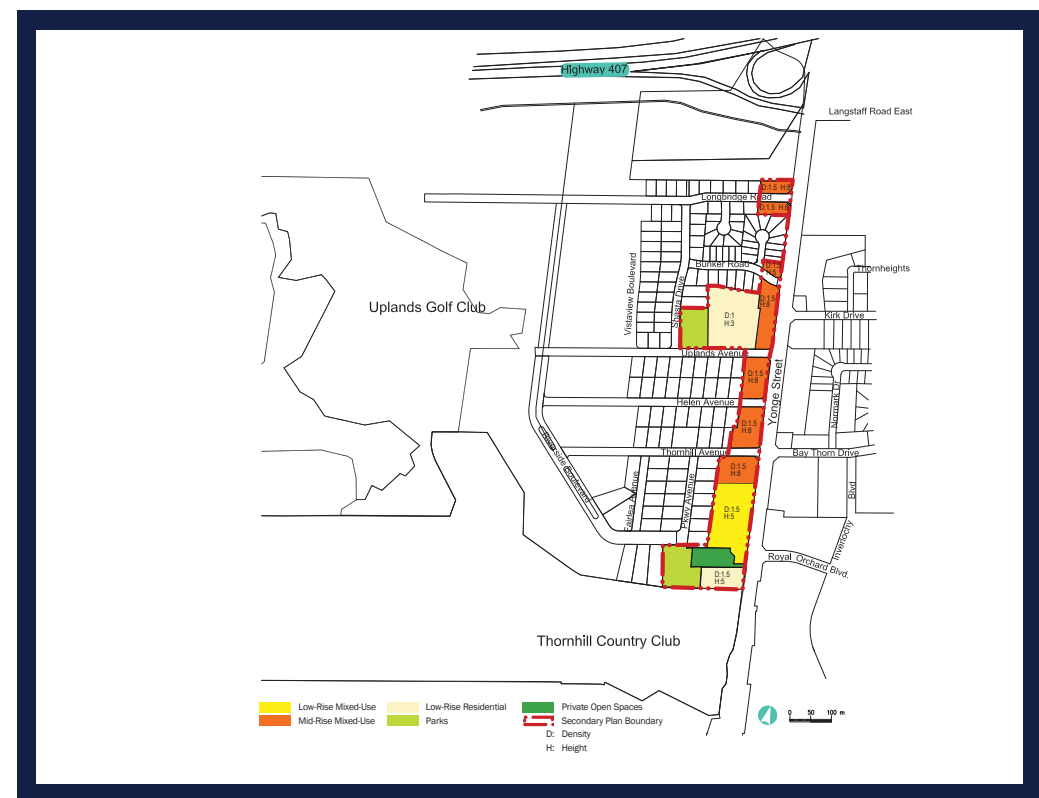 Highway 407
Langstaff Road East
D:1.5 H:8
Longbridge Road
D:1.5
Bunker Road
D:1.5
Thornheights
Vistaview Boulevard
Shasta Drive
D:1.5
H:8
Uplands Golf Club
D:1
H:3
Kirk Drive
Uplands Avenue
Yonge Street
D:1.5
H:8
Normark Dr
Helen Avenue
D:1.5
H:8
Thornhill Avenue
Bay Thorn Drive
Riverside Boulevard
D:1.5
H:8
Fairlea Avenue
Pkwy Avenue
Blvd
D:1.5
H:5
Inverlochy
Royal Orchard Blvd.
D:1.5
H:5
Thornhill Country Club
Low-Rise Mixed-Use
Low-Rise Residential
Private Open Spaces
Mid-Rise Mixed-Use
Parks
Secondary Plan Boundary
D: Density
H: Height
0 50 100 m